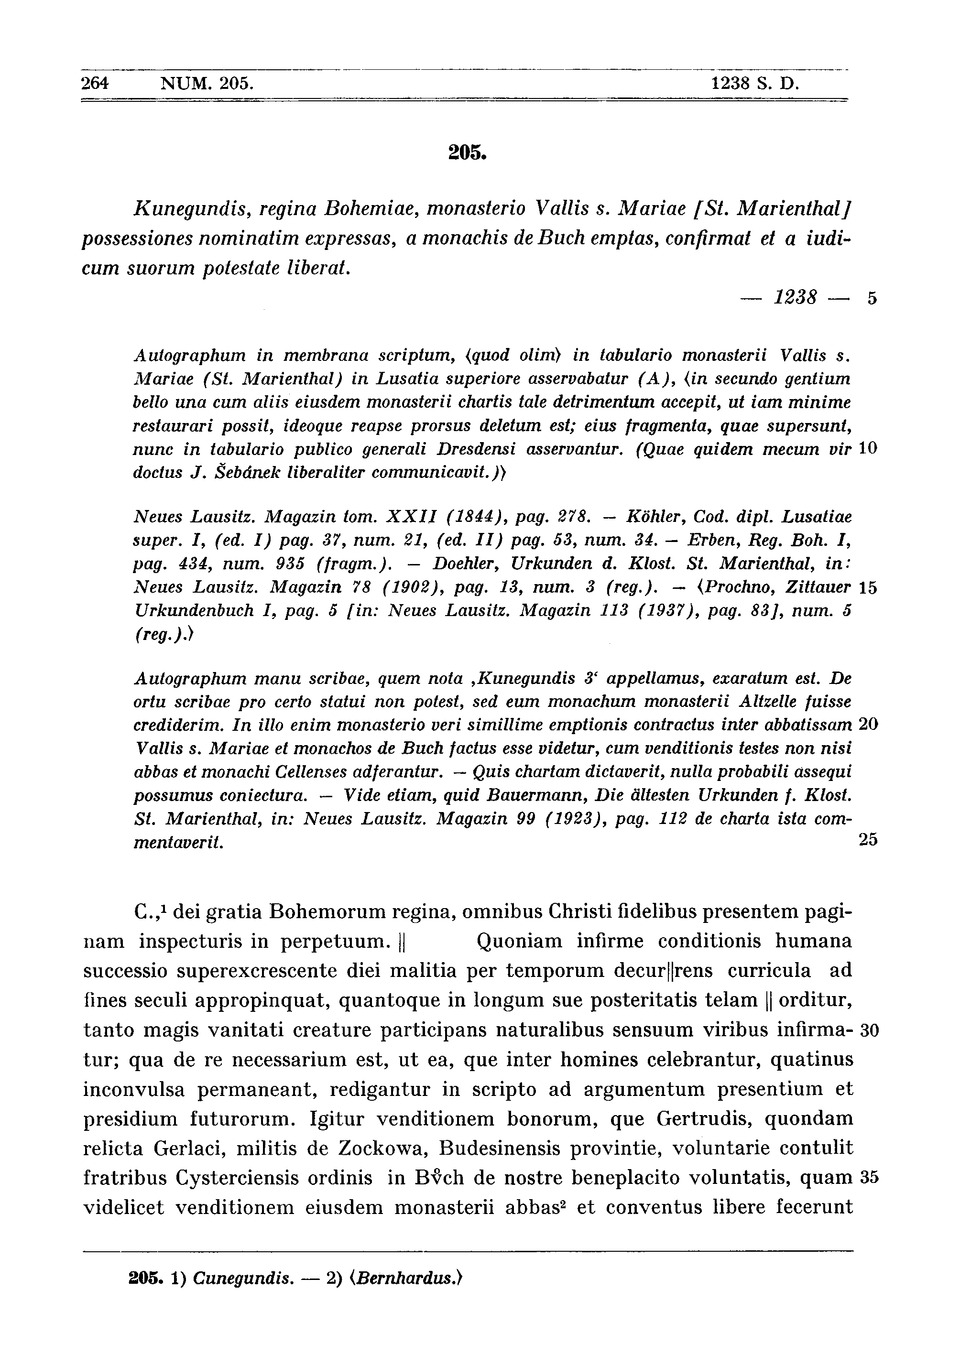 264 NUM. 205. 1238 S. D.
205.
Kunegundis, regina Bohemiae, monasterio Vallis s. Mariae [St. Marienthal]
possessiones nominatim expressas, a monachis de Buch emptas, confirmat et a iudi-
cum suorum potestate liberat.
— 1238 — 5
Autographum in membrana scriptum, ⟨quod olim⟩ in tabulario monasterii Vallis s.
Mariae (St. Marienthal) in Lusatia superiore asservabatur (A), ⟨in secundo gentium
bello una cum aliis eiusdem monasterii chartis tale detrimentum accepit, ut iam minime
restaurari possit, ideoque reapse prorsus deletum est; eius fragmenta, quae supersunt,
nunc in tabulario publico generali Dresdensi asservantur. (Quae quidem mecum vir 10
doctus J. Šebánek liberaliter communicavit.)⟩
Neues Lausitz. Magazin tom. XXII (1844), pag. 278. — Köhler, Cod. dipl. Lusatiae
super. I, (ed. I) pag. 37, num. 21, (ed. II) pag. 53, num. 34. — Erben, Reg. Boh. I,
pag. 434, num. 935 (fragm.). — Doehler, Urkunden d. Klost. St. Marienthal, in:
Neues Lausitz. Magazin 78 (1902), pag. 13, num. 3 (reg.). — ⟨Prochno, Zittauer 15
Urkundenbuch I, pag. 5 [in: Neues Lausitz. Magazin 113 (1937), pag. 83], num. 5
(reg.).⟩
Autographum manu scribae, quem nota ‚Kunegundis 3‘ appellamus, exaratum est. De
ortu scribae pro certo statui non potest, sed eum monachum monasterii Altzelle fuisse
crediderim. In illo enim monasterio veri simillime emptionis contractus inter abbatissam 20
Vallis s. Mariae et monachos de Buch factus esse videtur, cum venditionis testes non nisi
abbas et monachi Cellenses adferantur. — Quis chartam dictaverit, nulla probabili assequi
possumus coniectura. — Vide etiam, quid Bauermann, Die ältesten Urkunden f. Klost.
St. Marienthal, in: Neues Lausitz. Magazin 99 (1923), pag. 112 de charta ista com-
mentaverit. 25
C.,¹ dei gratia Bohemorum regina, omnibus Christi fidelibus presentem pagi-
nam inspecturis in perpetuum. || Quoniam infirme conditionis humana
successio superexcrescente diei malitia per temporum decur||rens curricula ad
fines seculi appropinquat, quantoque in longum sue posteritatis telam || orditur,
tanto magis vanitati creature participans naturalibus sensuum viribus infirma- 30
tur; qua de re necessarium est, ut ea, que inter homines celebrantur, quatinus
inconvulsa permaneant, redigantur in scripto ad argumentum presentium et
presidium futurorum. Igitur venditionem bonorum, que Gertrudis, quondam
relicta Gerlaci, militis de Zockowa, Budesinensis provintie, voluntarie contulit
fratribus Cysterciensis ordinis in Bv̊ch de nostre beneplacito voluntatis, quam 35
videlicet venditionem eiusdem monasterii abbas² et conventus libere fecerunt
205. 1) Cunegundis. — 2) ⟨Bernhardus.⟩